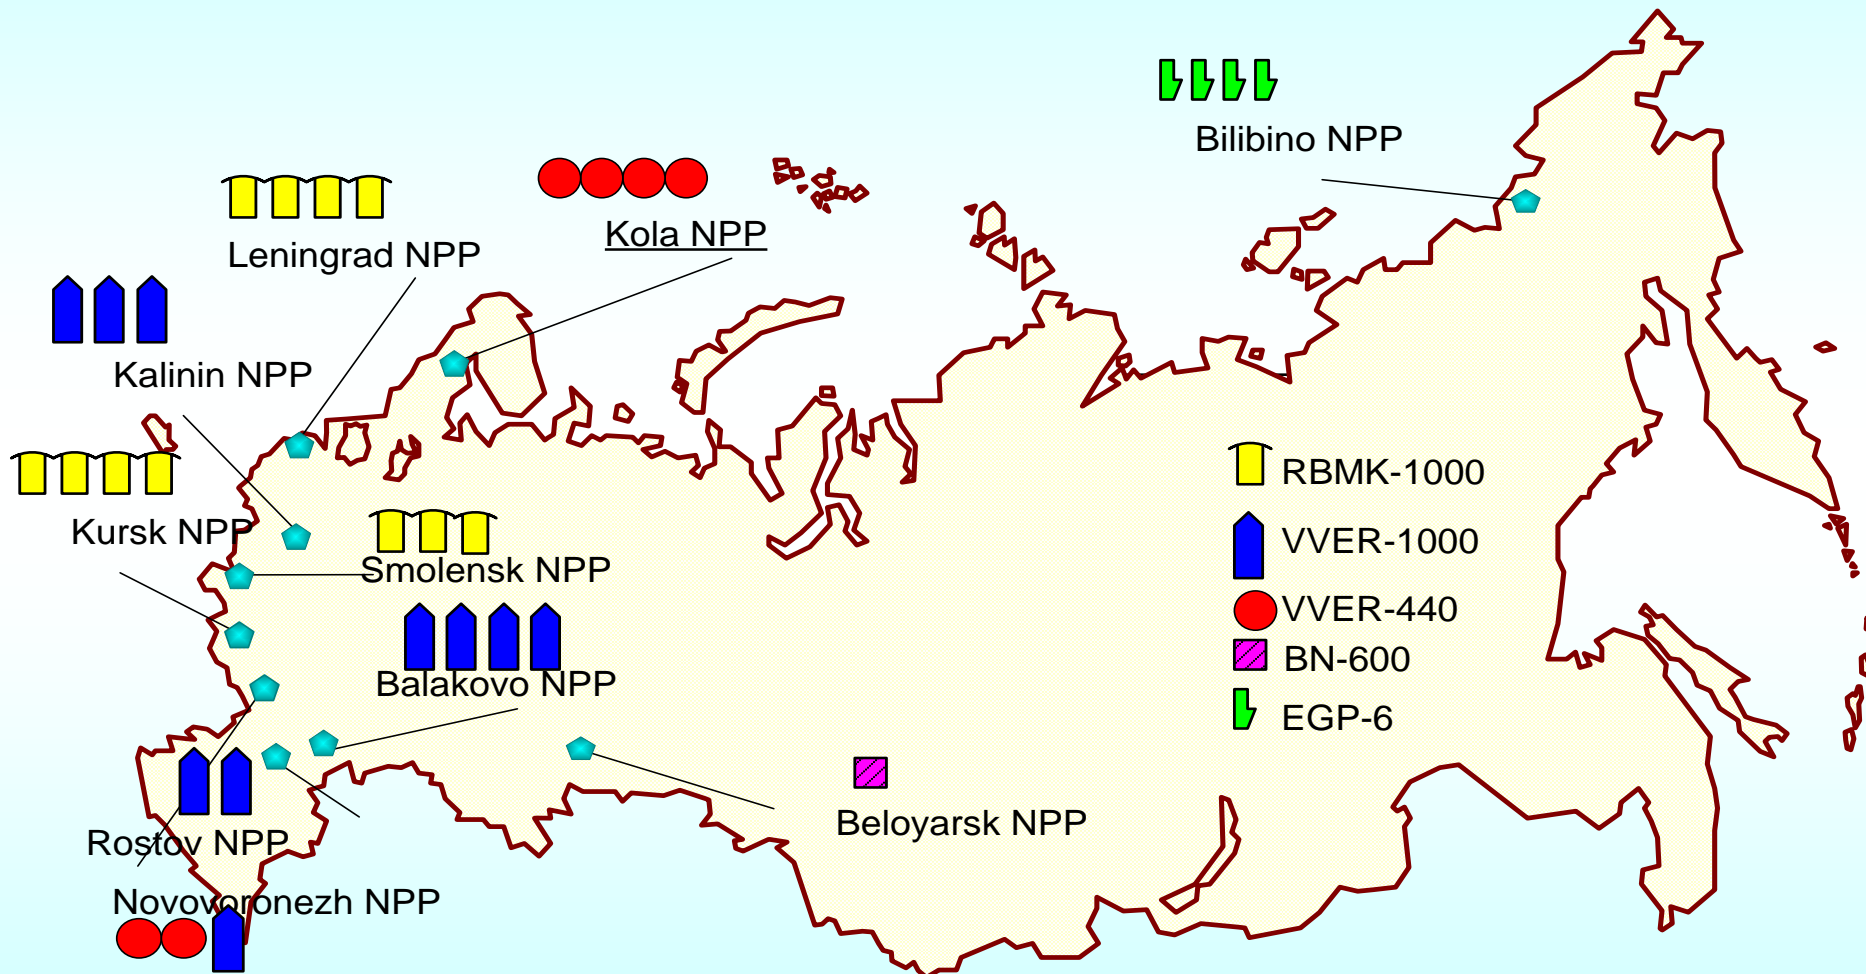 Bilibino NPP
Kola NPP
Leningrad NPP
Kalinin NPP
Kursk NPP
Smolensk NPP
Balakovo NPP
Rostov NPP
Novovoronezh NPP
Beloyarsk NPP
RBMK-1000
VVER-1000
VVER-440
BN-600
EGP-6